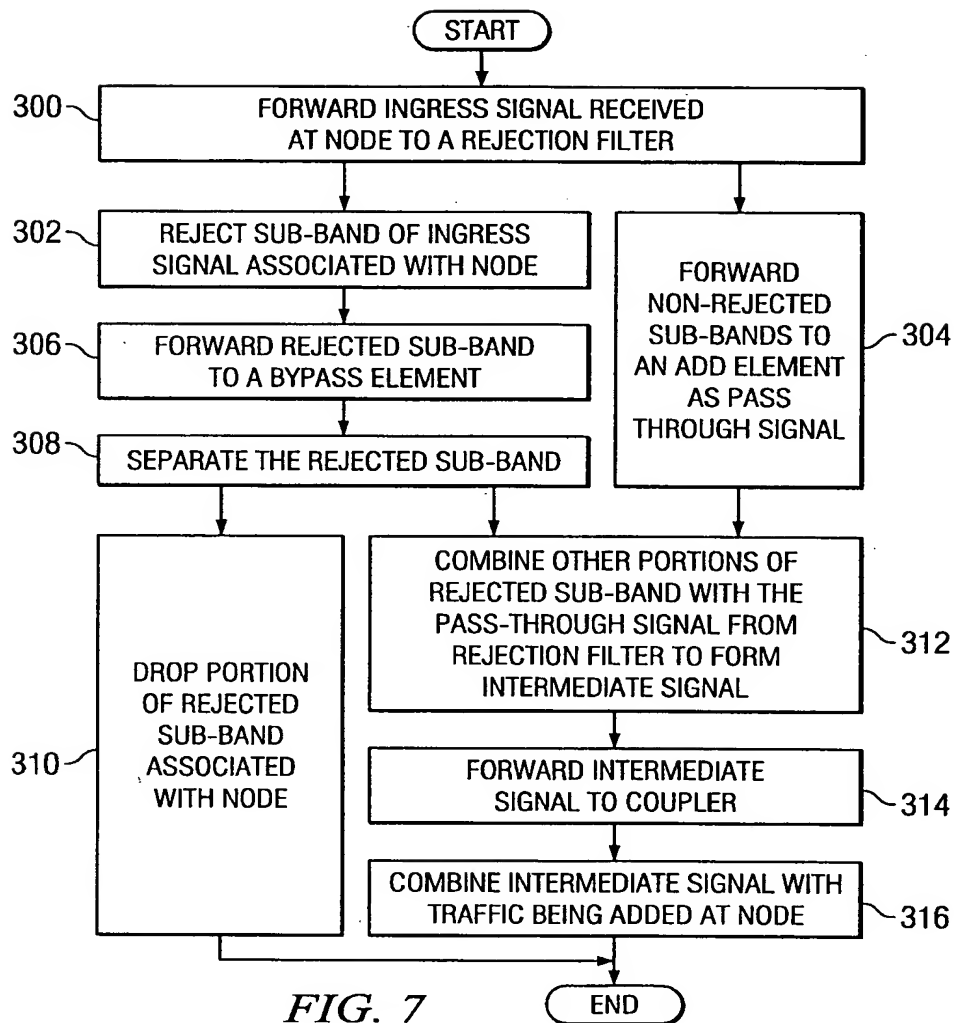 START
300
FORWARD INGRESS SIGNAL RECEIVED
AT NODE TO A REJECTION FILTER
302
REJECT SUB-BAND OF INGRESS
SIGNAL ASSOCIATED WITH NODE
FORWARD
NON-REJECTED
SUB-BANDS TO
AN ADD ELEMENT
AS PASS
THROUGH SIGNAL
304
306
FORWARD REJECTED SUB-BAND
TO A BYPASS ELEMENT
308
SEPARATE THE REJECTED SUB-BAND
310
DROP PORTION
OF REJECTED
SUB-BAND
ASSOCIATED
WITH NODE
COMBINE OTHER PORTIONS OF
REJECTED SUB-BAND WITH THE
PASS-THROUGH SIGNAL FROM
REJECTION FILTER TO FORM
INTERMEDIATE SIGNAL
312
FORWARD INTERMEDIATE
SIGNAL TO COUPLER
314
COMBINE INTERMEDIATE SIGNAL WITH
TRAFFIC BEING ADDED AT NODE
316
FIG. 7
END